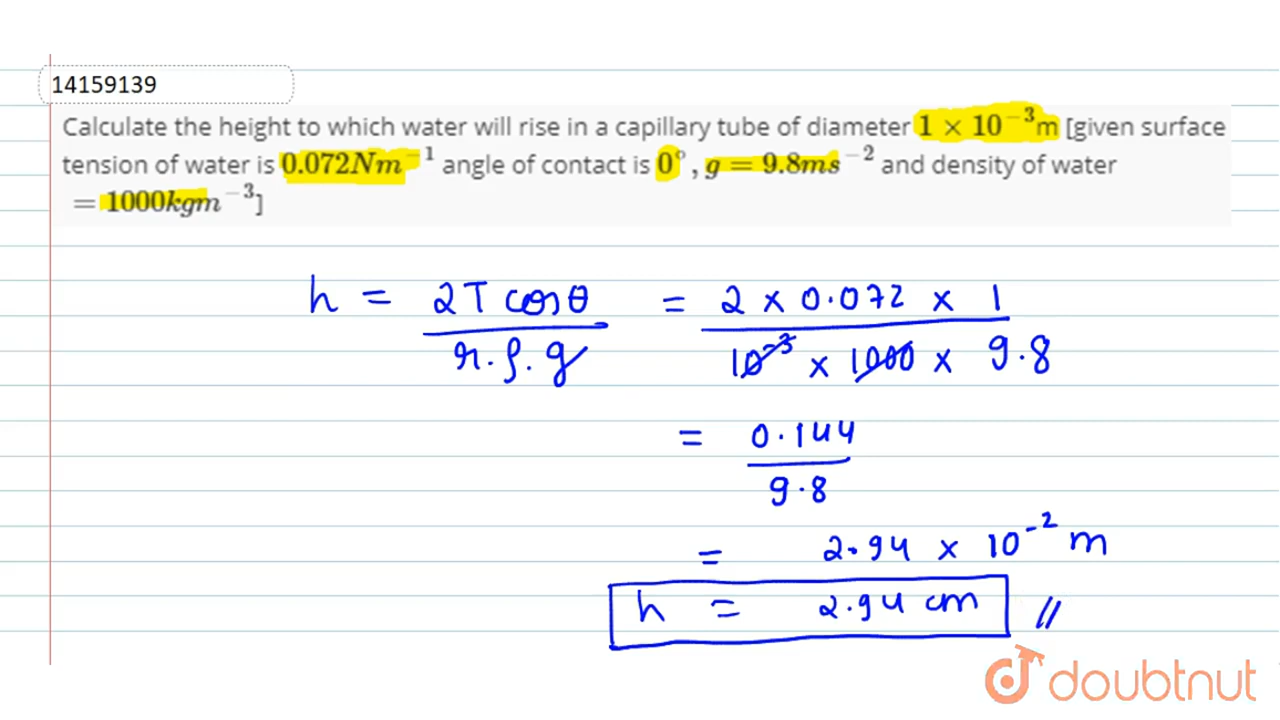 14159139
Calculate the height to which water will rise in a capillary tube of diameter 1 × 10⁻³m [given surface
tension of water is 0.072Nm⁻¹ angle of contact is 0°, g = 9.8ms⁻² and density of water
= 1000kgm⁻³]
h = 2T cosθ / r.ρ.g = 2 × 0.072 × 1 / 10⁻³ × 1000 × 9.8
= 0.144 / 9.8
= 2.94 × 10⁻² m
h = 2.94 cm //
doubtnut